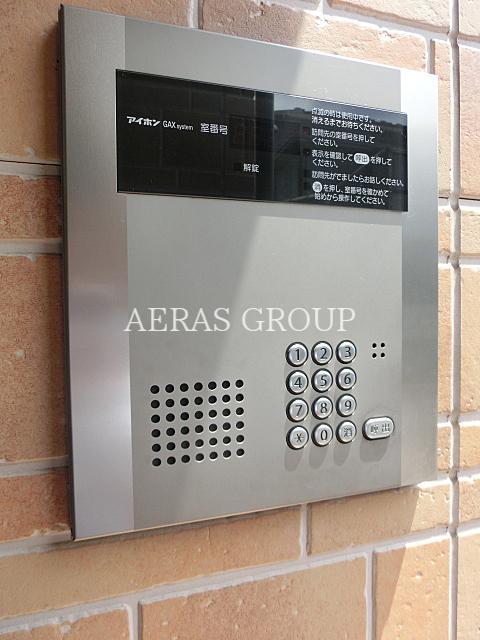 アイホン GAX system 室番号
解錠
点滅の時は使用中です。
消えるまでお待ちください。
訪問先の室番号を押して
ください。
表示を確認して 呼出 を押して
ください。
訪問先がでましたらお話しください。
消 を押し、室番号を確かめて
始めから操作してください。
AERAS GROUP
1 2 3
4 5 6
7 8 9
* 0 消 呼出